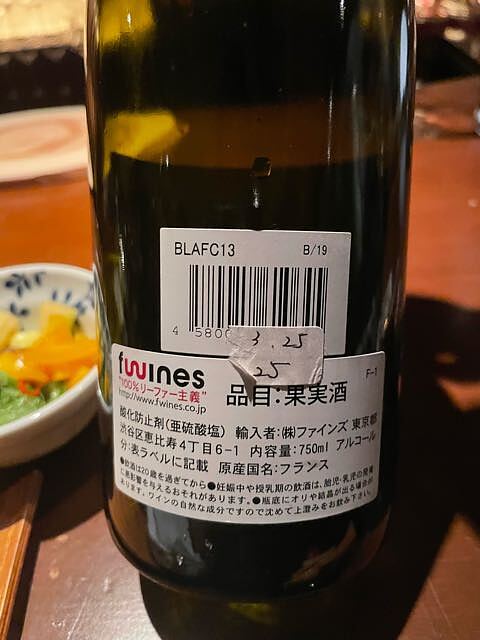 BLAFC13 B/19
4 580
3.25
25
fwines
"100%リーファー主義"
http://www.fwines.co.jp
品目:果実酒
F-1
酸化防止剤(亜硫酸塩) 輸入者:(株)ファインズ 東京都
渋谷区恵比寿4丁目6-1 内容量:750ml アルコール
分:表ラベルに記載 原産国名:フランス
●飲酒は20歳を過ぎてから●妊娠中や授乳期の飲酒は、胎児・乳児の発育
に悪影響を与えるおそれがあります。●瓶底にオリや結晶が出る場合が
あります。ワインの自然な成分ですので沈めて上澄みをお飲み下さい。